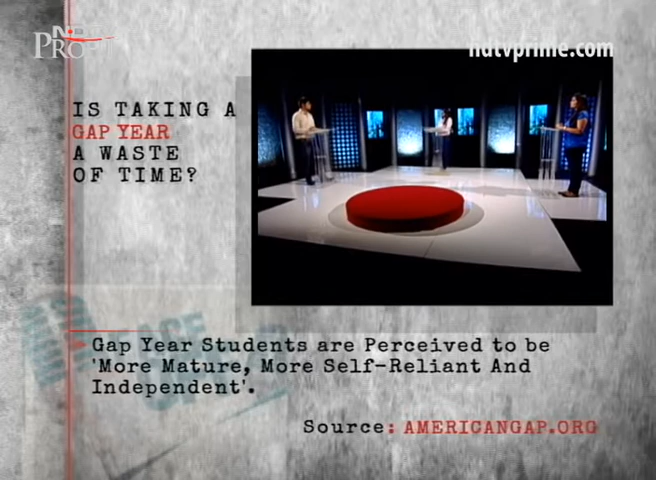 ndtvprime.com
IS TAKING A
GAP YEAR
A WASTE
OF TIME?
Gap Year Students are Perceived to be
'More Mature, More Self-Reliant And
Independent'.
Source: AMERICANGAP.ORG